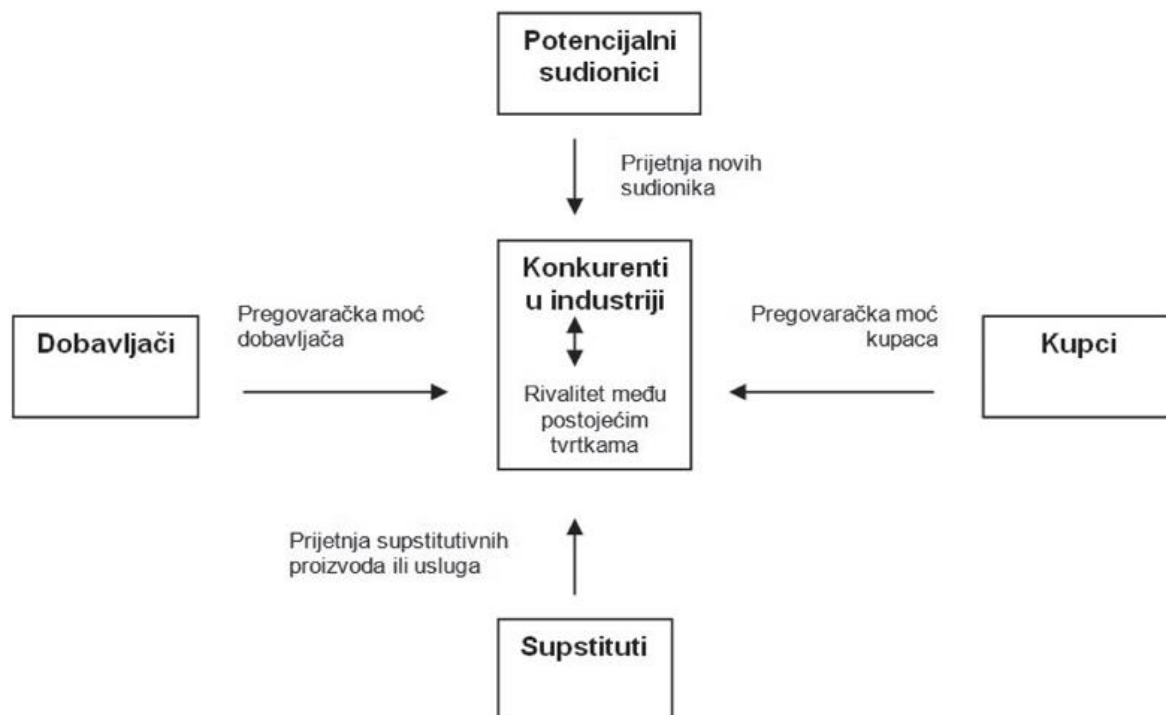 Potencijalni
sudionici
Prijetnja novih
sudionika
Konkurenti
u industriji
Pregovaračka moć
dobavljača
Pregovaračka moć
kupaca
Dobavljači
Kupci
Rivalitet među
postojećim
tvrtkama
Prijetnja supstitutivnih
proizvoda ili usluga
Supstituti